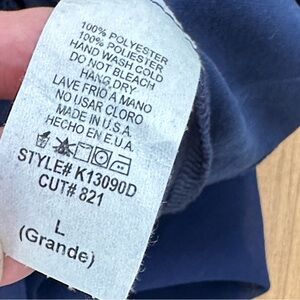 100% POLYESTER
100% POLIESTER
HAND WASH COLD
DO NOT BLEACH
HANG DRY
LAVE FRIO A MANO
NO USAR CLORO
MADE IN U.S.A
HECHO EN E.U.A.
STYLE# K13090D
CUT# 821
L
(Grande)